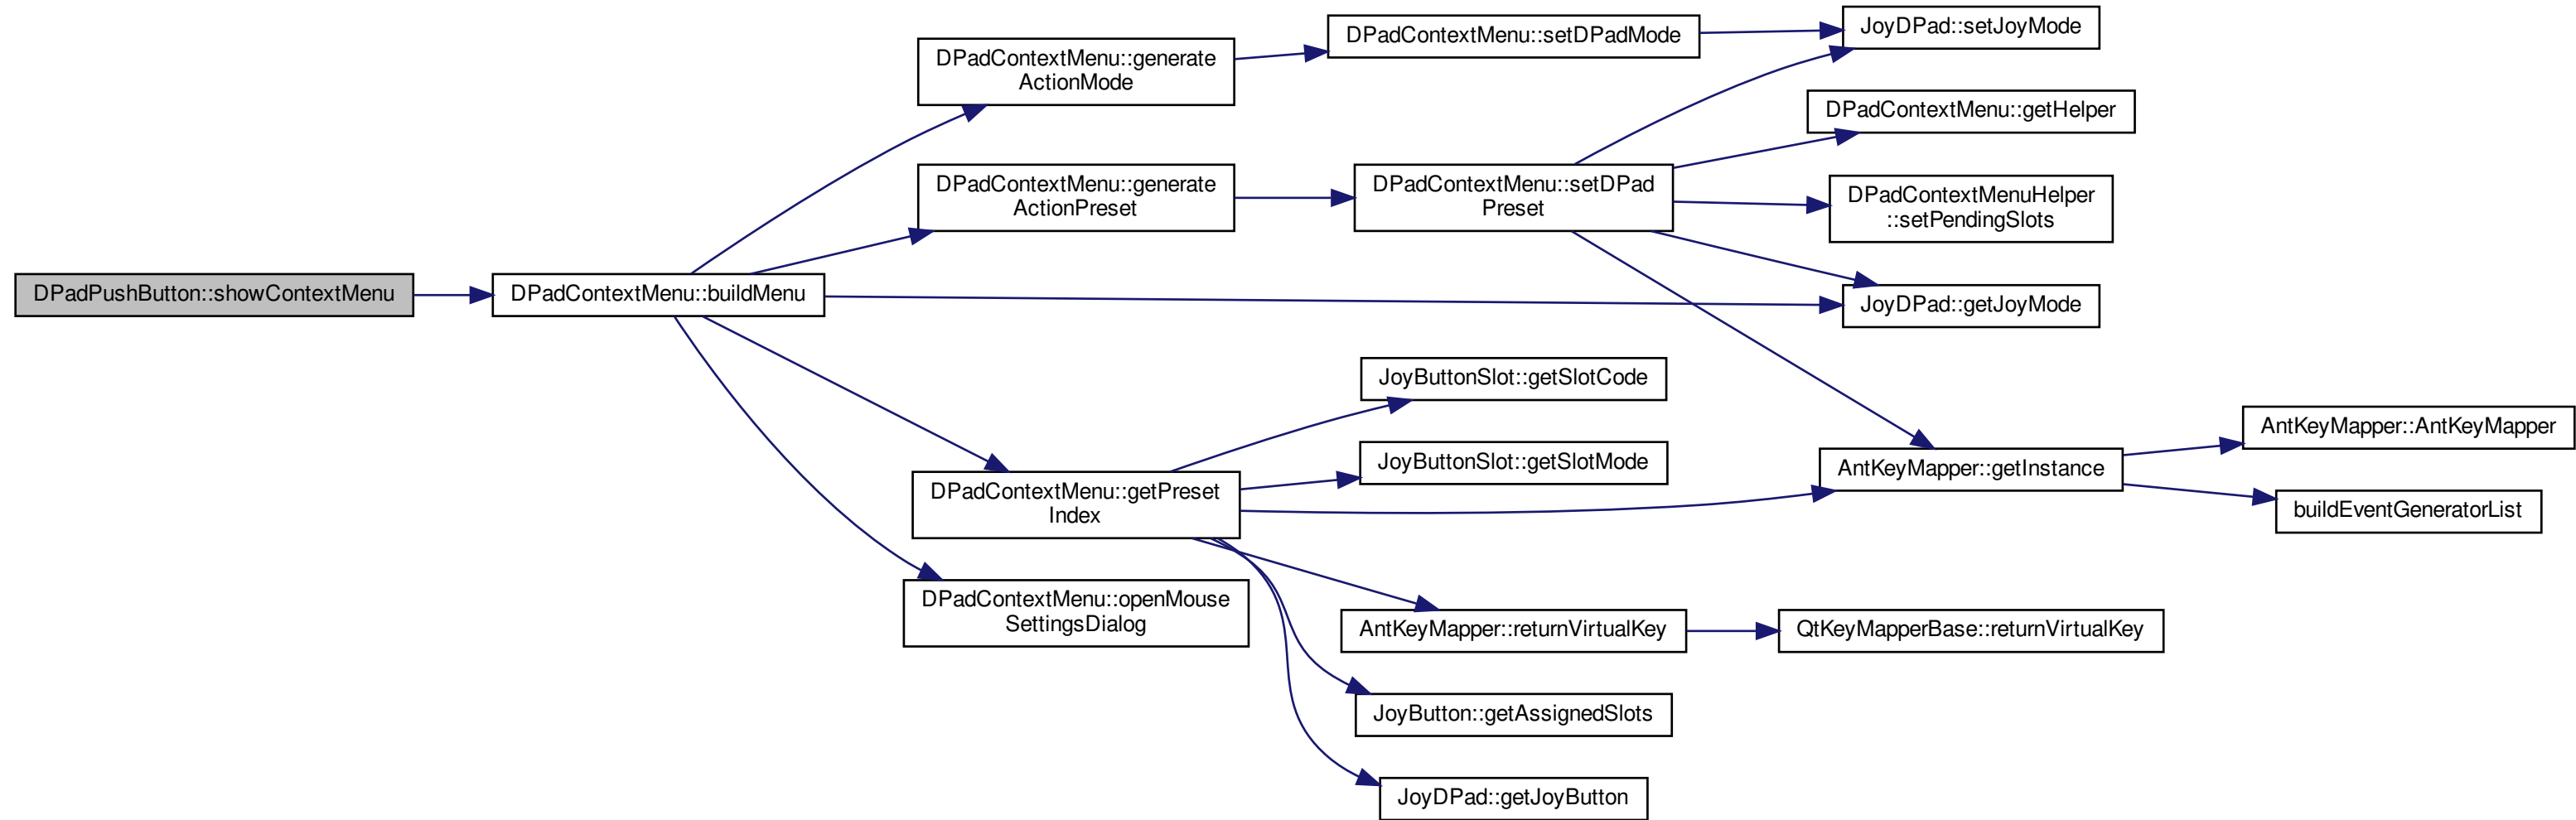 DPadPushButton::showContextMenu
DPadContextMenu::buildMenu
DPadContextMenu::generate
ActionMode
DPadContextMenu::generate
ActionPreset
DPadContextMenu::getPreset
Index
DPadContextMenu::openMouse
SettingsDialog
DPadContextMenu::setDPadMode
DPadContextMenu::setDPad
Preset
JoyButtonSlot::getSlotCode
JoyButtonSlot::getSlotMode
AntKeyMapper::returnVirtualKey
JoyButton::getAssignedSlots
JoyDPad::getJoyButton
JoyDPad::setJoyMode
DPadContextMenu::getHelper
DPadContextMenuHelper
::setPendingSlots
JoyDPad::getJoyMode
AntKeyMapper::getInstance
QtKeyMapperBase::returnVirtualKey
AntKeyMapper::AntKeyMapper
buildEventGeneratorList